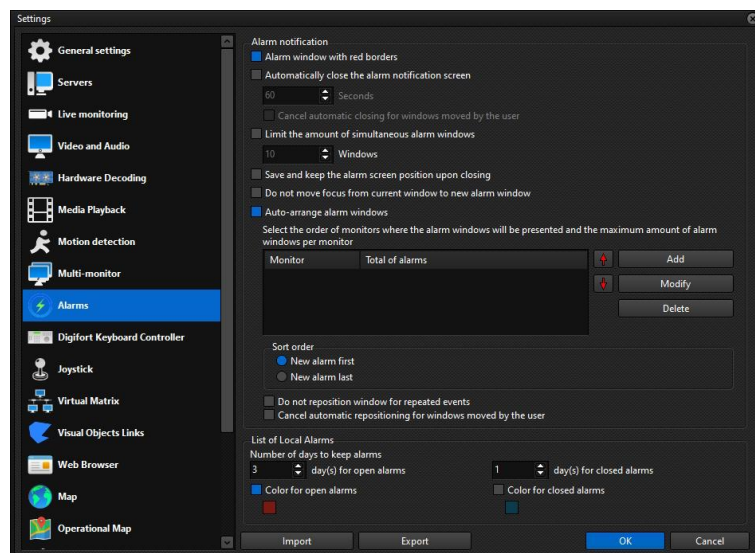 Settings
General settings
Servers
Live monitoring
Video and Audio
Hardware Decoding
Media Playback
Motion detection
Multi-monitor
Alarms
Digifort Keyboard Controller
Joystick
Virtual Matrix
Visual Objects Links
Web Browser
Map
Operational Map
Alarm notification
Alarm window with red borders
Automatically close the alarm notification screen
60 Seconds
Cancel automatic closing for windows moved by the user
Limit the amount of simultaneous alarm windows
10 Windows
Save and keep the alarm screen position upon closing
Do not move focus from current window to new alarm window
Auto-arrange alarm windows
Select the order of monitors where the alarm windows will be presented and the maximum amount of alarm
windows per monitor
Monitor Total of alarms
Add
Modify
Delete
Sort order
New alarm first
New alarm last
Do not reposition window for repeated events
Cancel automatic repositioning for windows moved by the user
List of Local Alarms
Number of days to keep alarms
3 day(s) for open alarms 1 day(s) for closed alarms
Color for open alarms Color for closed alarms
Import Export OK Cancel